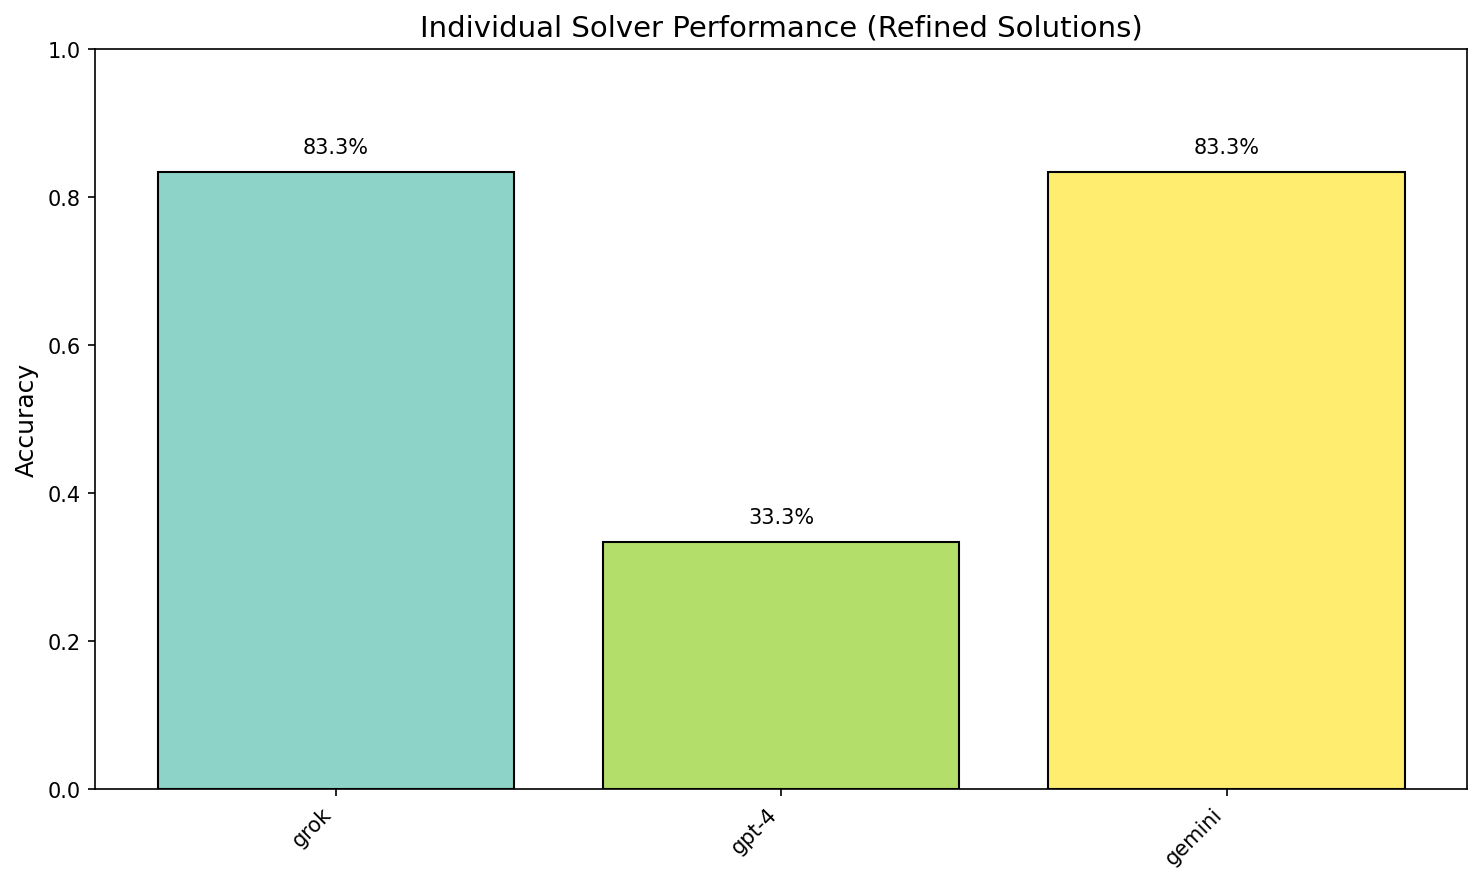 Individual Solver Performance (Refined Solutions)
1.0
0.8
0.6
0.4
0.2
0.0
Accuracy
83.3%
33.3%
83.3%
grok
gpt-4
gemini